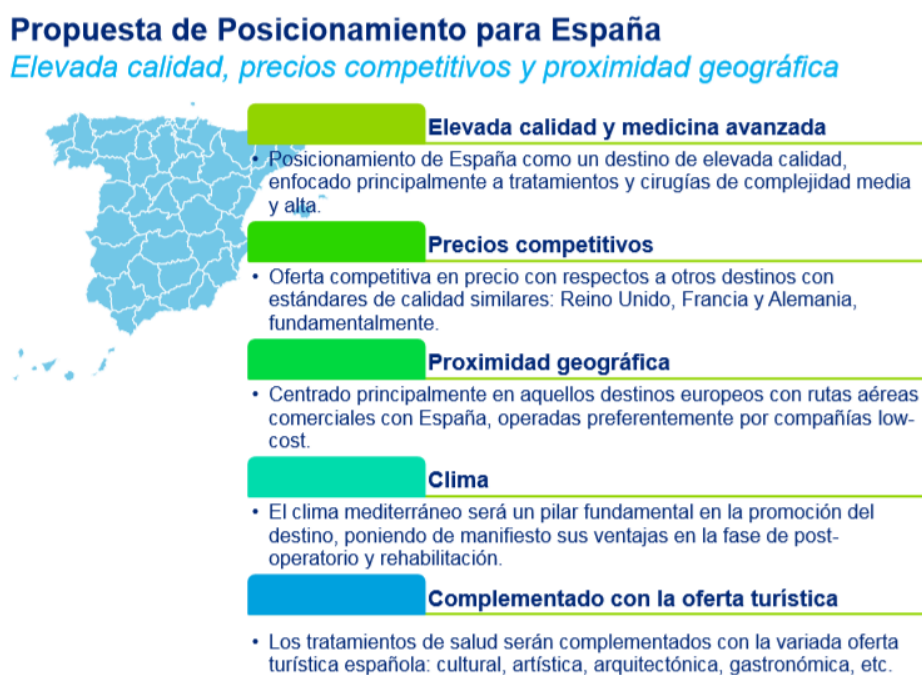 Propuesta de Posicionamiento para España
Elevada calidad, precios competitivos y proximidad geográfica
Elevada calidad y medicina avanzada
• Posicionamiento de España como un destino de elevada calidad,
enfocado principalmente a tratamientos y cirugías de complejidad media
y alta.
Precios competitivos
• Oferta competitiva en precio con respectos a otros destinos con
estándares de calidad similares: Reino Unido, Francia y Alemania,
fundamentalmente.
Proximidad geográfica
• Centrado principalmente en aquellos destinos europeos con rutas aéreas
comerciales con España, operadas preferentemente por compañías low-
cost.
Clima
• El clima mediterráneo será un pilar fundamental en la promoción del
destino, poniendo de manifiesto sus ventajas en la fase de post-
operatorio y rehabilitación.
Complementado con la oferta turística
• Los tratamientos de salud serán complementados con la variada oferta
turística española: cultural, artística, arquitectónica, gastronómica, etc.